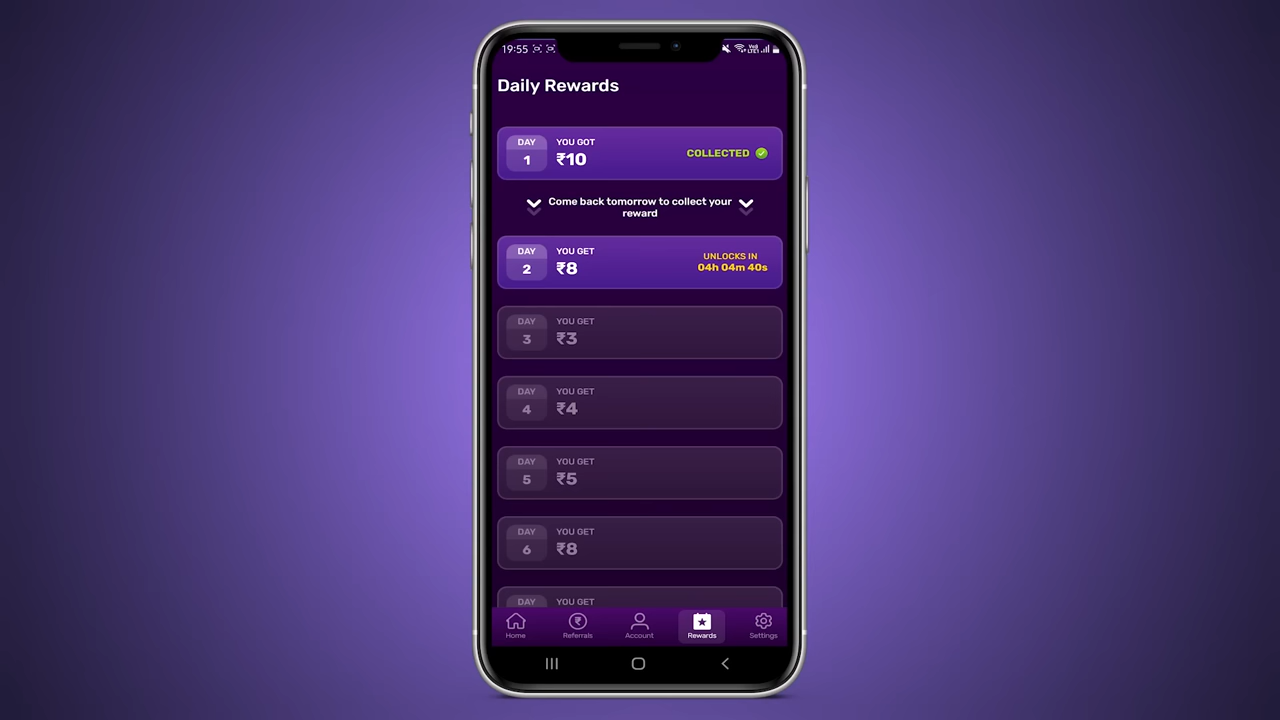 19:55
Daily Rewards
DAY
1
YOU GOT
₹10
COLLECTED
Come back tomorrow to collect your
reward
DAY
2
YOU GET
₹8
UNLOCKS IN
04h 04m 40s
DAY
3
YOU GET
₹3
DAY
4
YOU GET
₹4
DAY
5
YOU GET
₹5
DAY
6
YOU GET
₹8
DAY
YOU GET
Home
Referrals
Account
Rewards
Settings